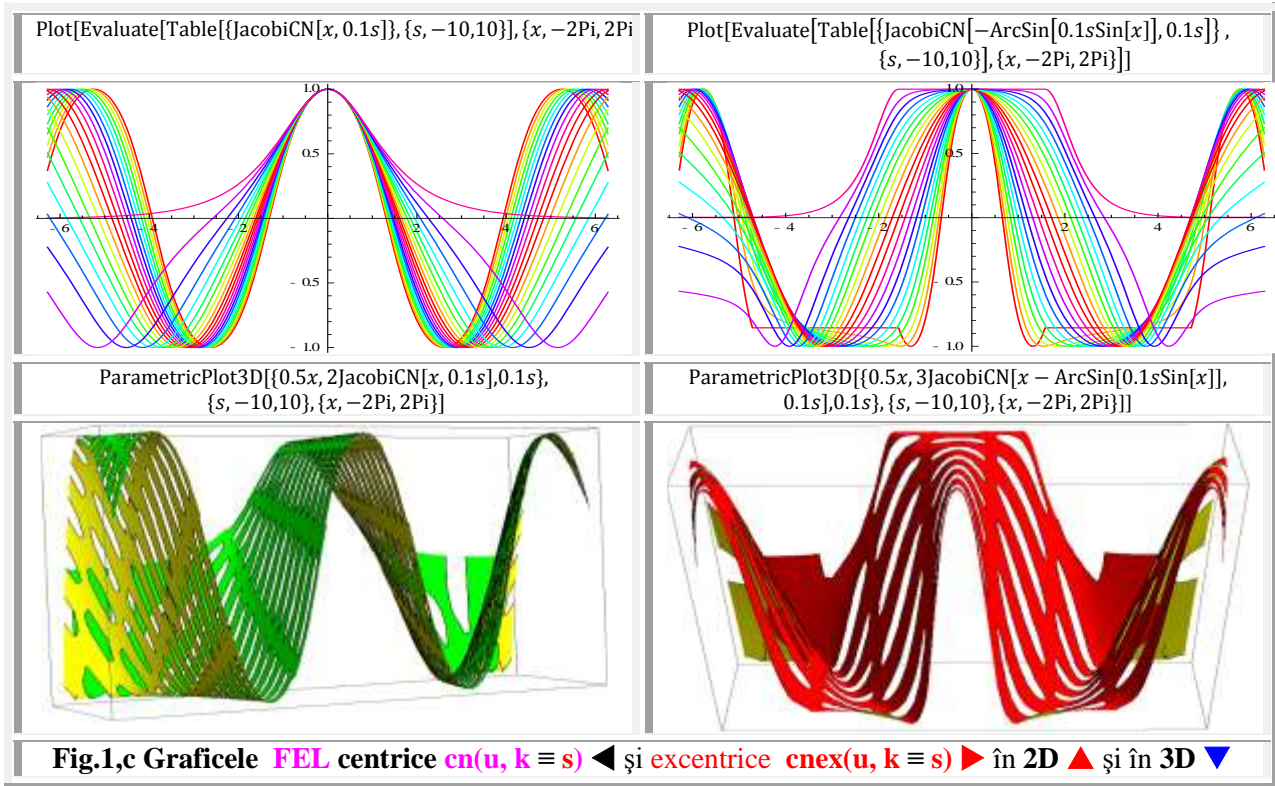 Plot[Evaluate[Table[{JacobiCN[x, 0.1s]}, {s, −10,10}], {x, −2Pi, 2Pi
Plot[Evaluate[Table[{JacobiCN[−ArcSin[0.1sSin[x]], 0.1s]} ,
{s, −10,10}], {x, −2Pi, 2Pi}]]
1.0
0.5
- 0.5
- 1.0
- 6
- 4
- 2
2
4
6
1.0
0.5
- 0.5
- 1.0
- 6
- 4
- 2
2
4
6
ParametricPlot3D[{0.5x, 2JacobiCN[x, 0.1s],0.1s},
{s, −10,10}, {x, −2Pi, 2Pi}]
ParametricPlot3D[{0.5x, 3JacobiCN[x − ArcSin[0.1sSin[x]],
0.1s],0.1s}, {s, −10,10}, {x, −2Pi, 2Pi}]]
Fig.1,c Graficele FEL centrice cn(u, k ≡ s) ◄ şi excentrice cnex(u, k ≡ s) ► în 2D ▲ şi în 3D ▼